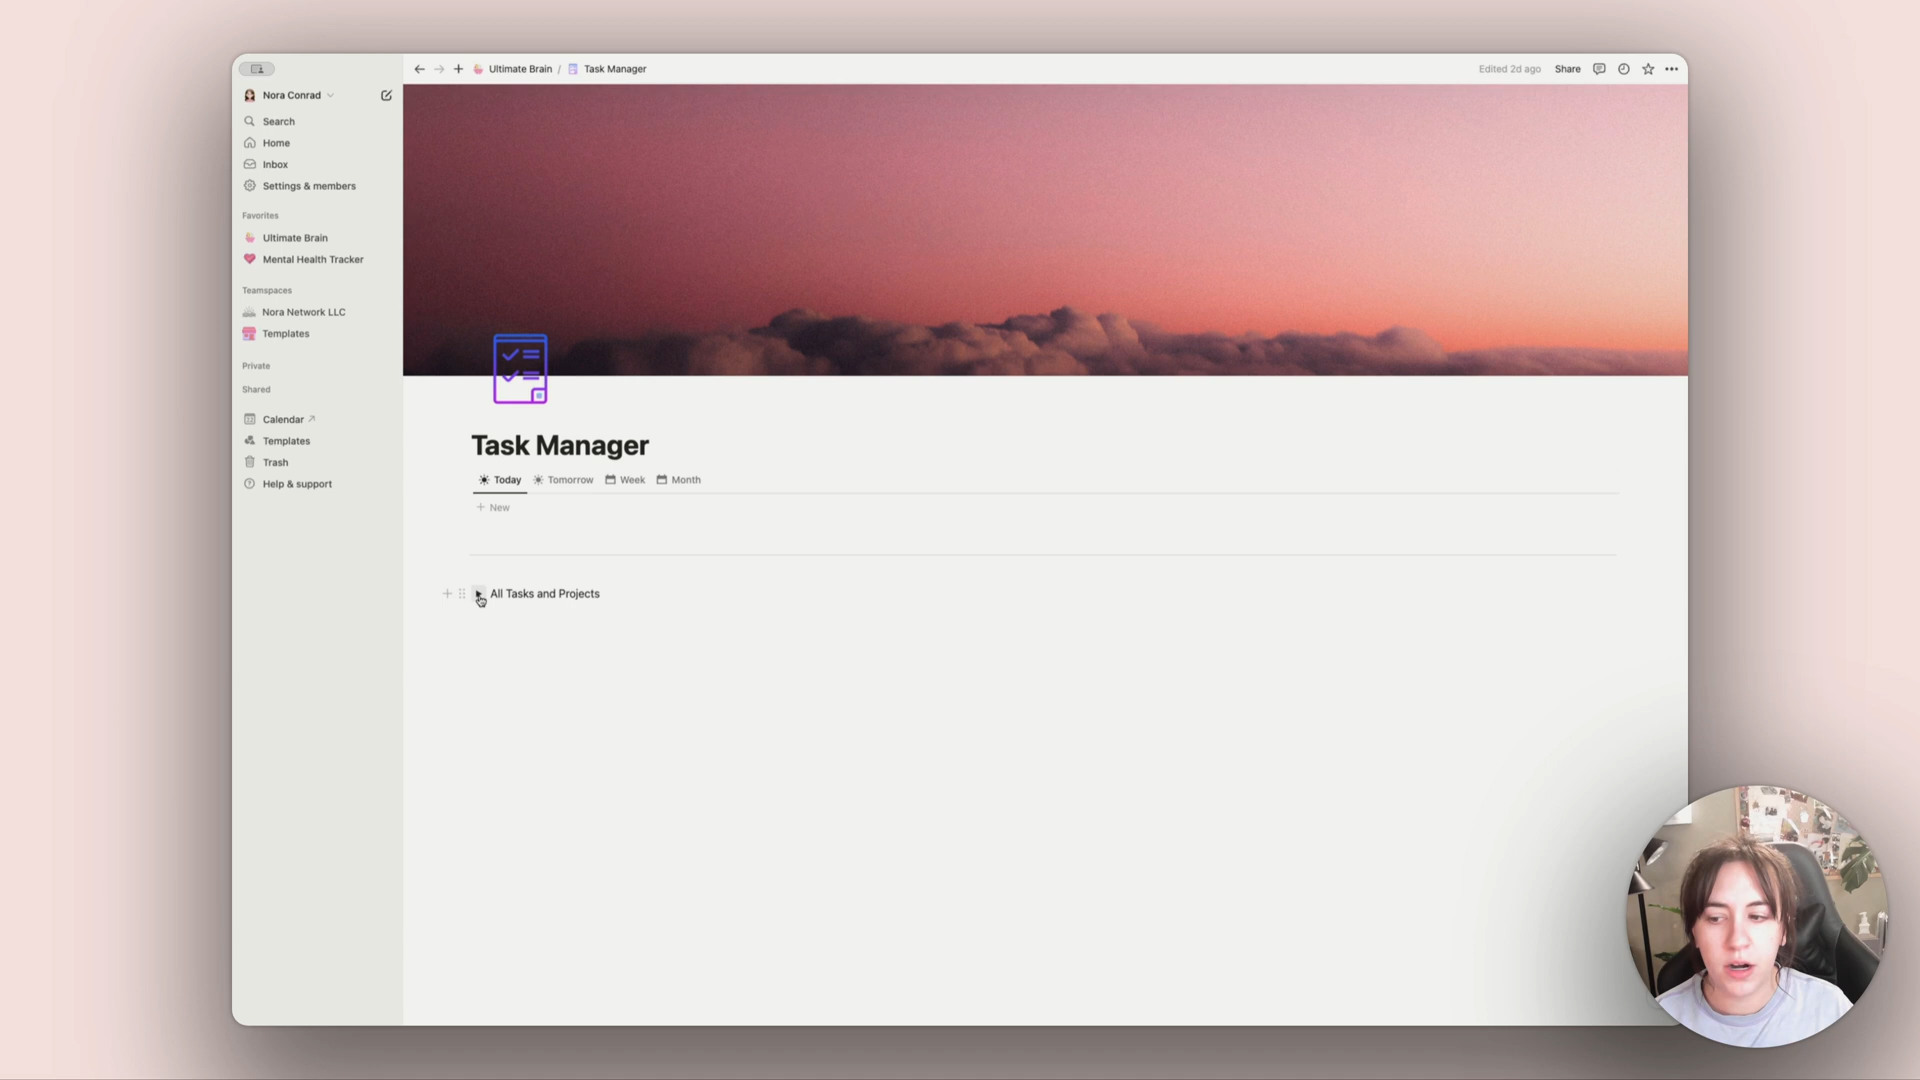 Nora Conrad
Search
Home
Inbox
Settings & members
Favorites
Ultimate Brain
Mental Health Tracker
Teamspaces
Nora Network LLC
Templates
Private
Shared
Calendar ↗
Templates
Trash
Help & support
Ultimate Brain / Task Manager
Edited 2d ago Share
Task Manager
Today Tomorrow Week Month
+ New
All Tasks and Projects